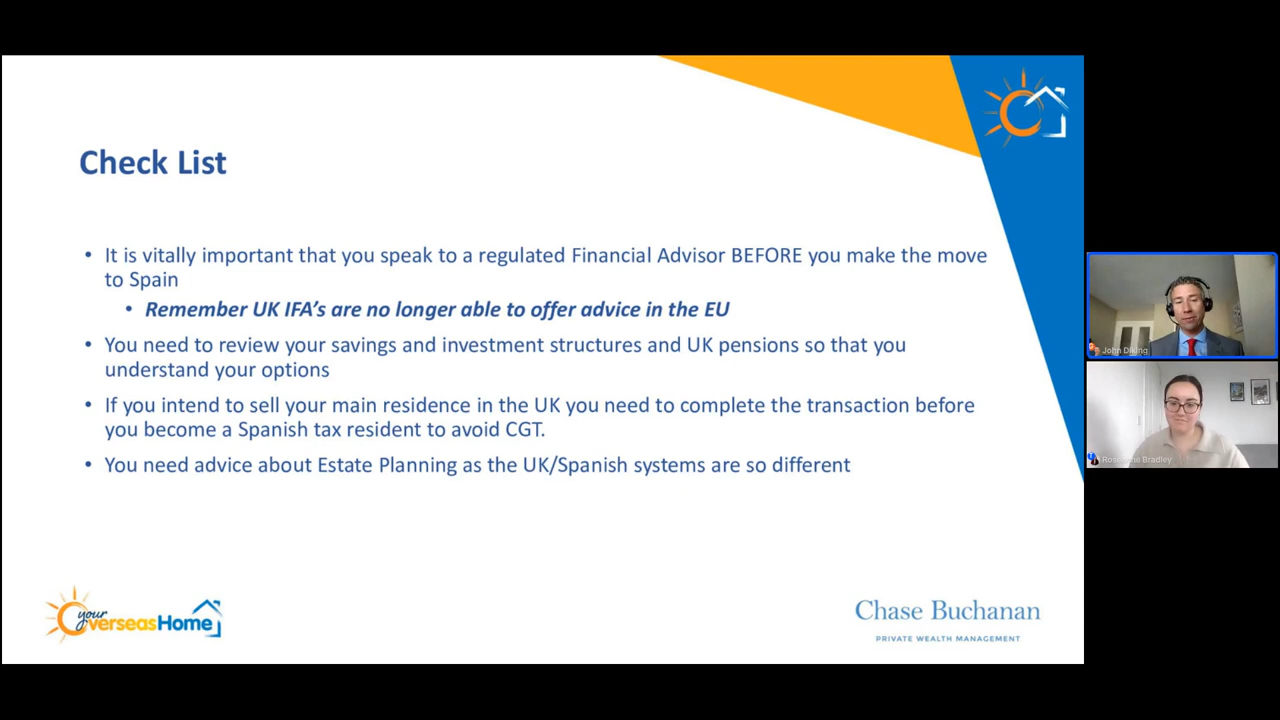 Check List
• It is vitally important that you speak to a regulated Financial Advisor BEFORE you make the move
to Spain
• Remember UK IFA's are no longer able to offer advice in the EU
• You need to review your savings and investment structures and UK pensions so that you
understand your options
• If you intend to sell your main residence in the UK you need to complete the transaction before
you become a Spanish tax resident to avoid CGT.
• You need advice about Estate Planning as the UK/Spanish systems are so different
your
OverseasHome
Chase Buchanan
PRIVATE WEALTH MANAGEMENT
John Diking
Bradley